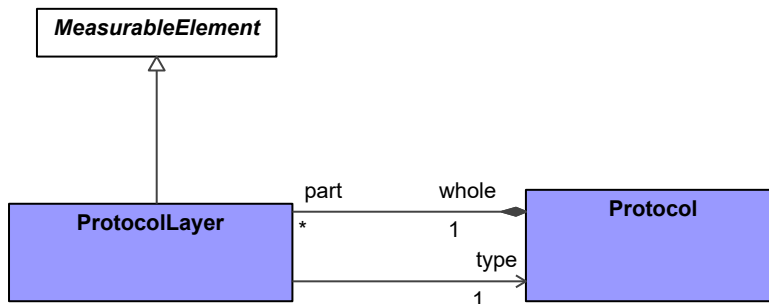 MeasurableElement
part
whole
ProtocolLayer
Protocol
*
1
type
1